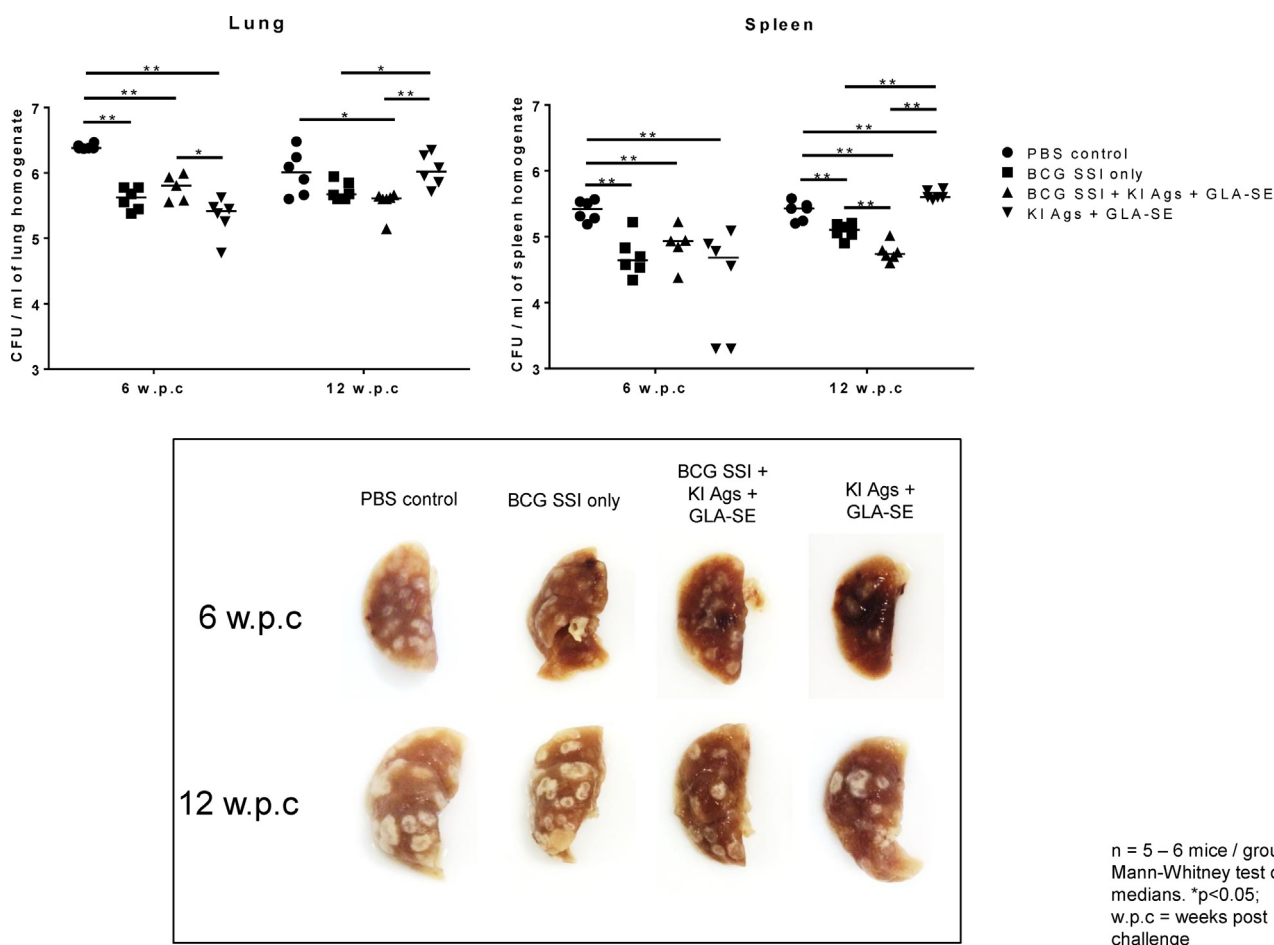 Lung
Spleen
CFU / ml of lung homogenate
7
6
5
4
3
**
**
**
*
*
**
*
6 w.p.c
12 w.p.c
CFU / ml of spleen homogenate
7
6
5
4
3
**
**
**
**
**
**
**
**
**
6 w.p.c
12 w.p.c
PBS control
BCG SSI only
BCG SSI + KI Ags + GLA-SE
KI Ags + GLA-SE
PBS control
BCG SSI only
BCG SSI +
KI Ags +
GLA-SE
KI Ags +
GLA-SE
6 w.p.c
12 w.p.c
n = 5 – 6 mice / grou
Mann-Whitney test
medians. *p<0.05;
w.p.c = weeks post
challenge